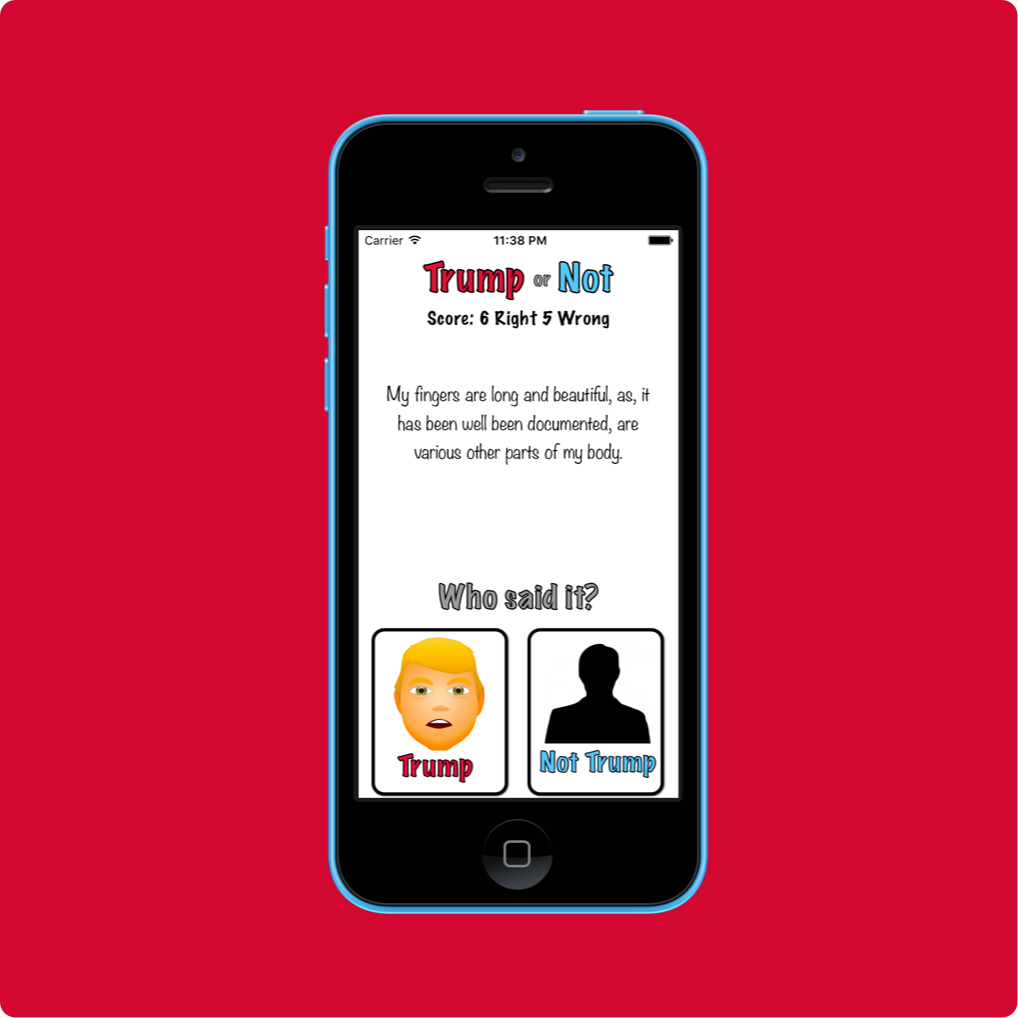 Carrier 11:38 PM
Trump or Not
Score: 6 Right 5 Wrong
My fingers are long and beautiful, as, it
has been well been documented, are
various other parts of my body.
Who said it?
Trump Not Trump